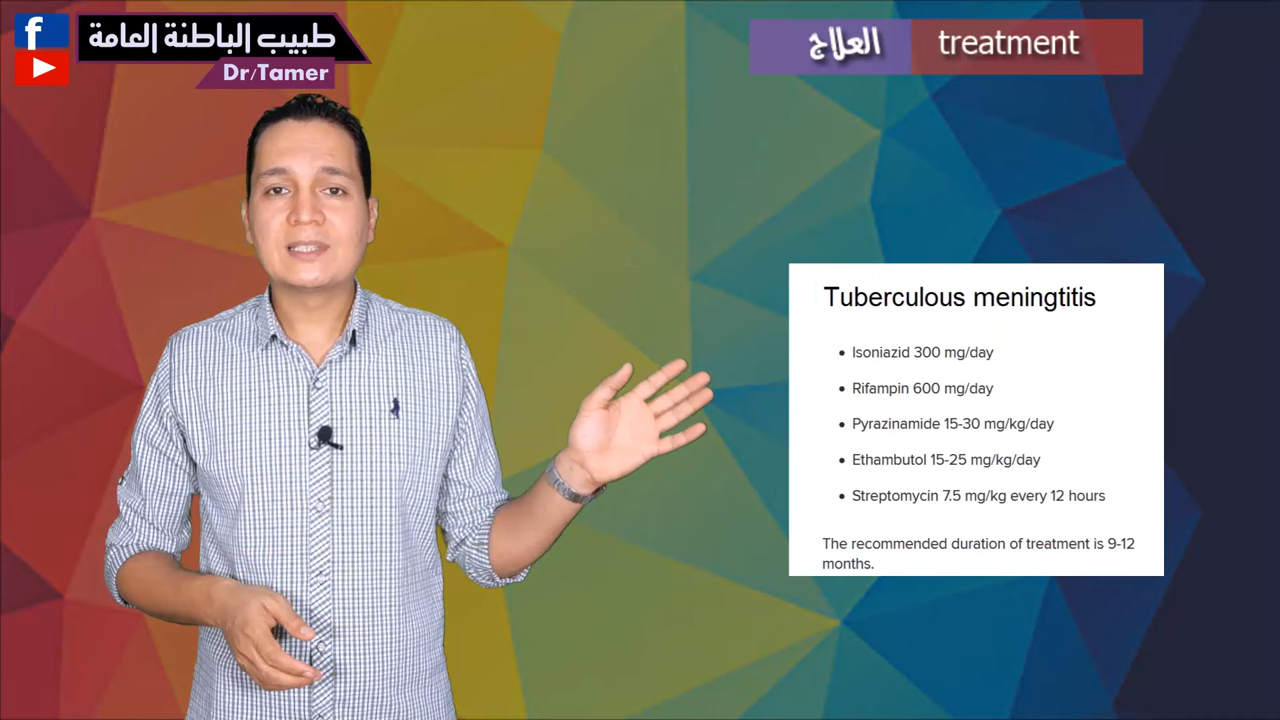 طبيب الباطنة العامة
Dr/Tamer
العلاج treatment
Tuberculous meningtitis
• Isoniazid 300 mg/day
• Rifampin 600 mg/day
• Pyrazinamide 15-30 mg/kg/day
• Ethambutol 15-25 mg/kg/day
• Streptomycin 7.5 mg/kg every 12 hours
The recommended duration of treatment is 9-12
months.